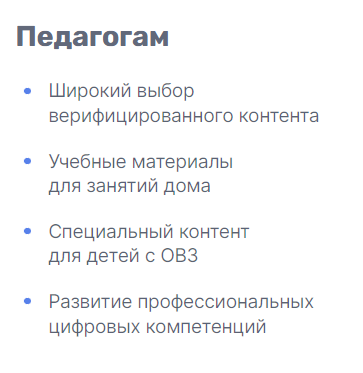 Педагогам
Широкий выбор
верифицированного контента
Учебные материалы
для занятий дома
Специальный контент
для детей с ОВЗ
Развитие профессиональных
цифровых компетенций